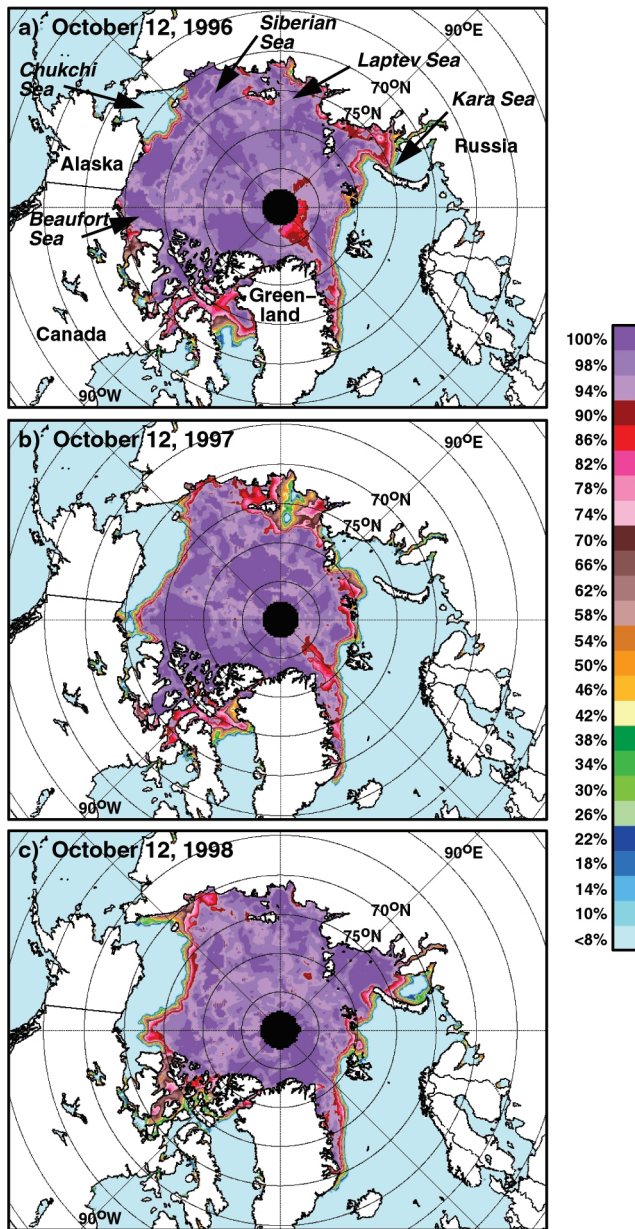 a) October 12, 1996
Siberian
Sea
90°E
Chukchi
Sea
Laptev Sea
70°N
75°N
Kara Sea
Alaska
Russia
Beaufort
Sea
Green-
land
Canada
90°W
b) October 12, 1997
90°E
70°N
75°N
90°W
c) October 12, 1998
90°E
70°N
75°N
90°W
100%
98%
94%
90%
86%
82%
78%
74%
70%
66%
62%
58%
54%
50%
46%
42%
38%
34%
30%
26%
22%
18%
14%
10%
<8%